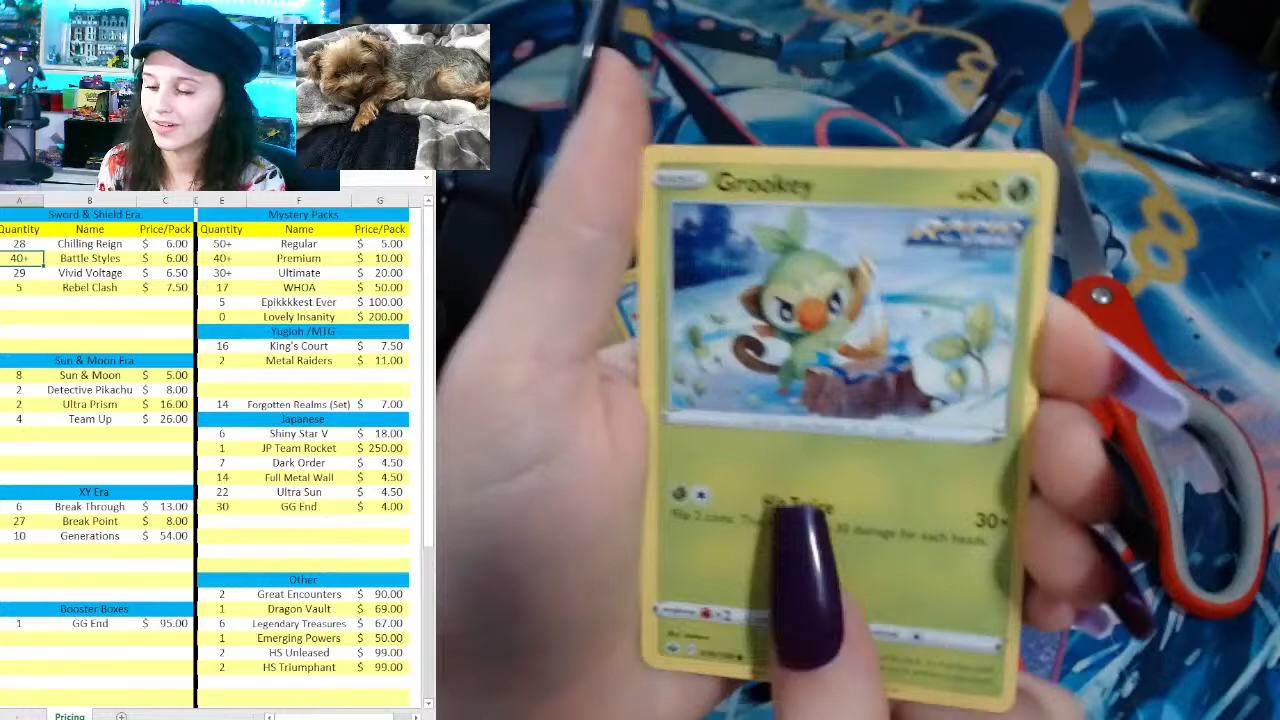 A B C D E F G
Sword & Shield Era
Quantity Name Price/Pack
28 Chilling Reign $ 6.00
40+ Battle Styles $ 6.00
29 Vivid Voltage $ 6.50
5 Rebel Clash $ 7.50
Sun & Moon Era
8 Sun & Moon $ 5.00
2 Detective Pikachu $ 8.00
2 Ultra Prism $ 16.00
4 Team Up $ 26.00
XY Era
6 Break Through $ 13.00
27 Break Point $ 8.00
10 Generations $ 54.00
Booster Boxes
1 GG End $ 95.00
Mystery Packs
Quantity Name Price/Pack
50+ Regular $ 5.00
40+ Premium $ 10.00
30+ Ultimate $ 20.00
17 WHOA $ 50.00
5 Epikkkkest Ever $ 100.00
0 Lovely Insanity $ 200.00
Yugioh /MTG
16 King's Court $ 7.50
2 Metal Raiders $ 11.00
14 Forgotten Realms (Set) $ 7.00
Japanese
6 Shiny Star V $ 18.00
1 JP Team Rocket $ 250.00
7 Dark Order $ 4.50
14 Full Metal Wall $ 4.50
22 Ultra Sun $ 4.50
30 GG End $ 4.00
Other
2 Great Encounters $ 90.00
1 Dragon Vault $ 69.00
6 Legendary Treasures $ 67.00
1 Emerging Powers $ 50.00
2 HS Unleased $ 99.00
2 HS Triumphant $ 99.00
Pricing
Grookey
30
Flip 2 coins. 30 damage for each heads.